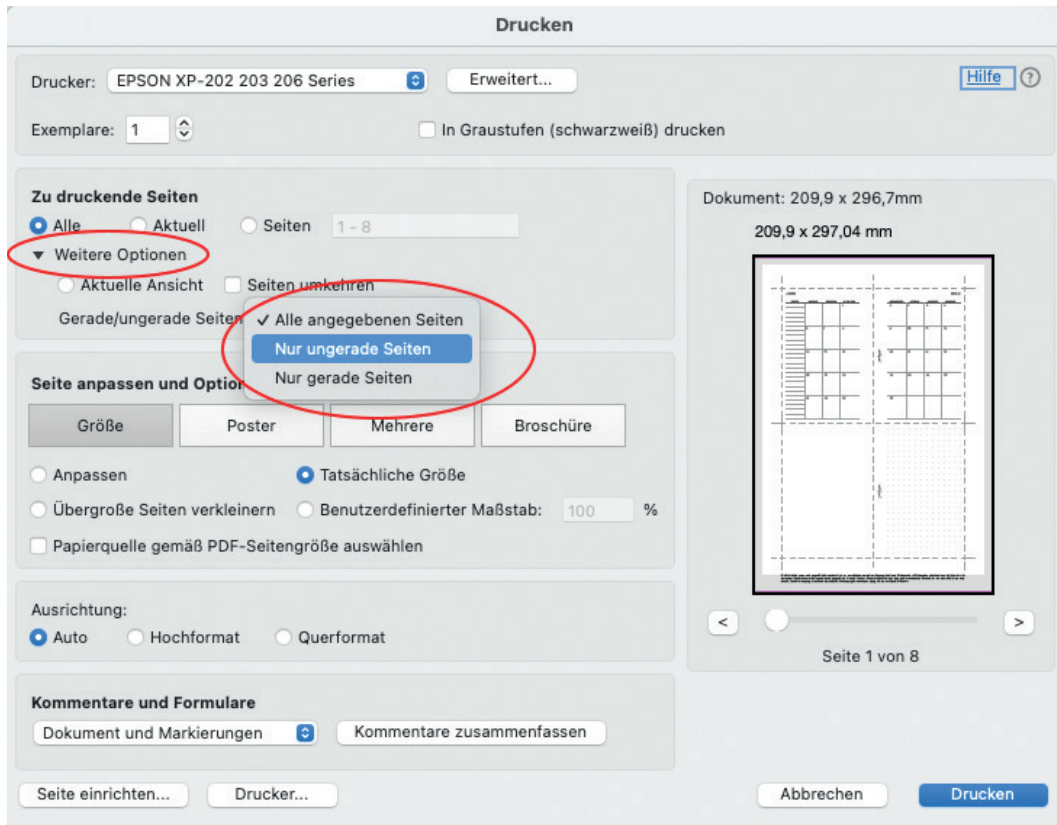 Drucken
Drucker: EPSON XP-202 203 206 Series Erweitert... Hilfe ?
Exemplare: 1 In Graustufen (schwarzweiß) drucken
Zu druckende Seiten
Alle Aktuell Seiten 1 - 8
Weitere Optionen
Aktuelle Ansicht Seiten umkehren
Gerade/ungerade Seiten ✓ Alle angegebenen Seiten
Nur ungerade Seiten
Nur gerade Seiten
Seite anpassen und Option
Größe Poster Mehrere Broschüre
Anpassen Tatsächliche Größe
Übergroße Seiten verkleinern Benutzerdefinierter Maßstab: 100 %
Papierquelle gemäß PDF-Seitengröße auswählen
Ausrichtung:
Auto Hochformat Querformat
Kommentare und Formulare
Dokument und Markierungen Kommentare zusammenfassen
Seite einrichten... Drucker...
Dokument: 209,9 x 296,7mm
209,9 x 297,04 mm
< >
Seite 1 von 8
Abbrechen Drucken